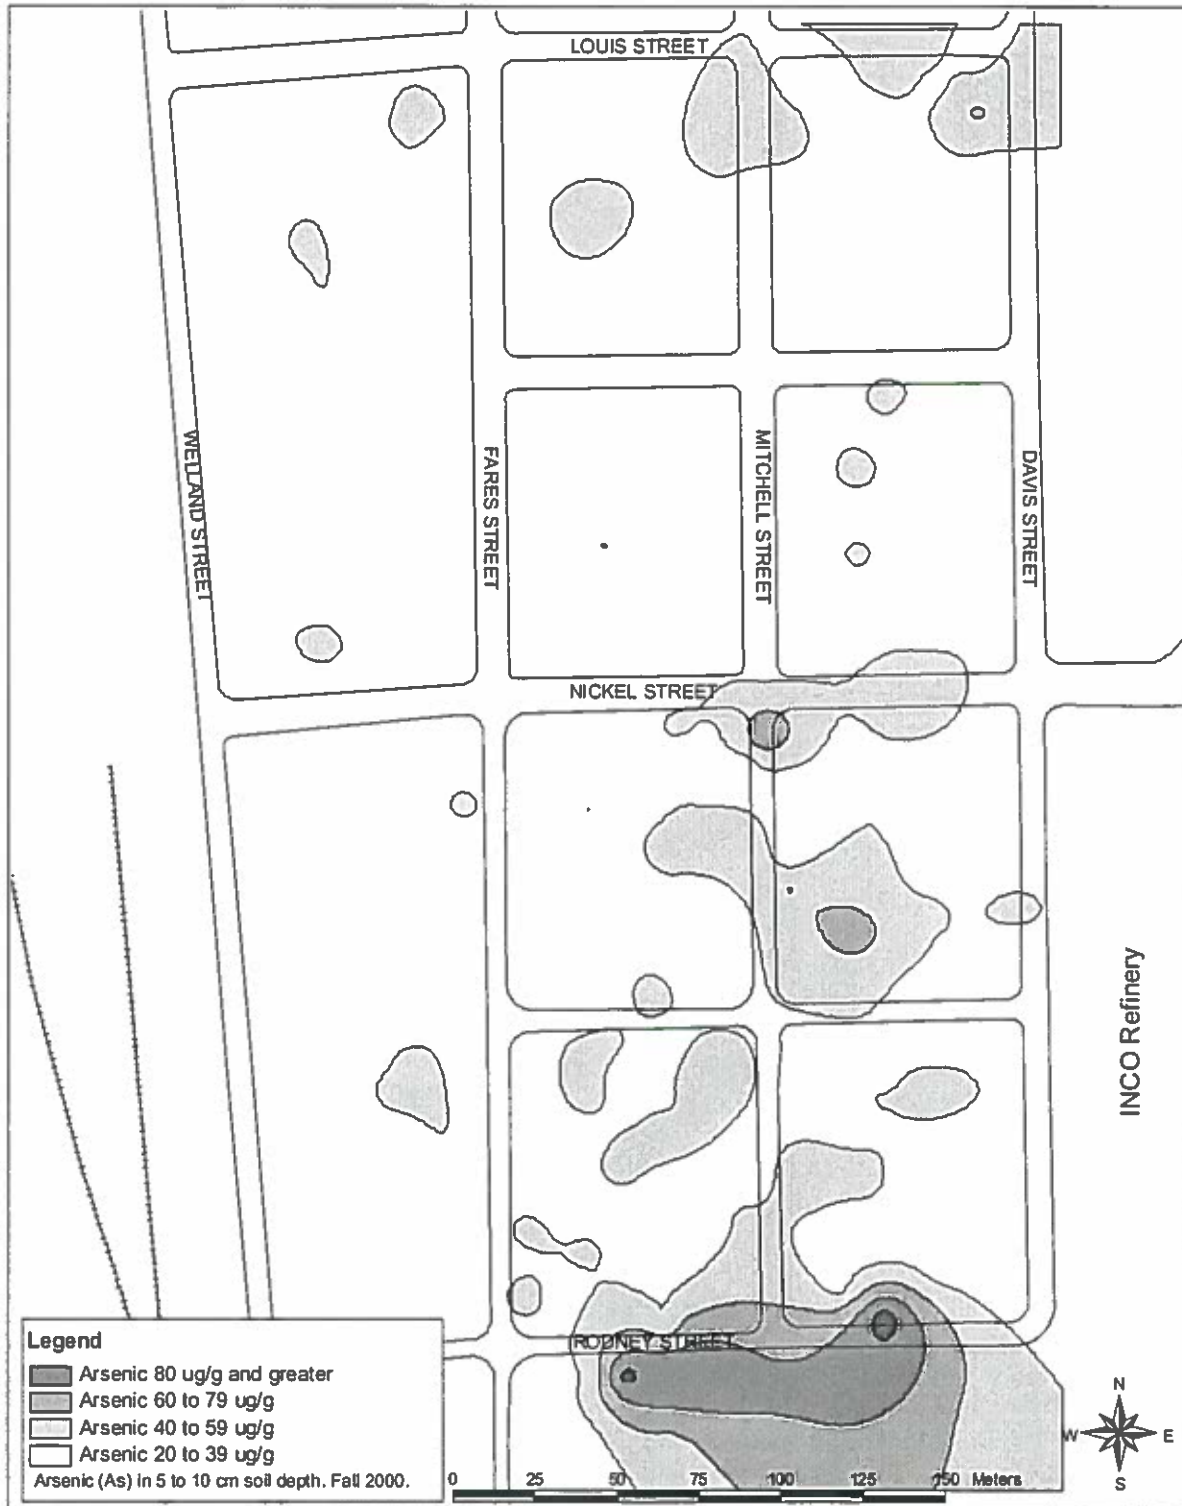 LOUIS STREET
WELLAND STREET
FARES STREET
MITCHELL STREET
DAVIS STREET
NICKEL STREET
INCO Refinery
RODNEY STREET
Legend
Arsenic 80 ug/g and greater
Arsenic 60 to 79 ug/g
Arsenic 40 to 59 ug/g
Arsenic 20 to 39 ug/g
Arsenic (As) in 5 to 10 cm soil depth. Fall 2000.
0 25 50 75 100 125 150 Meters
N
W E
S